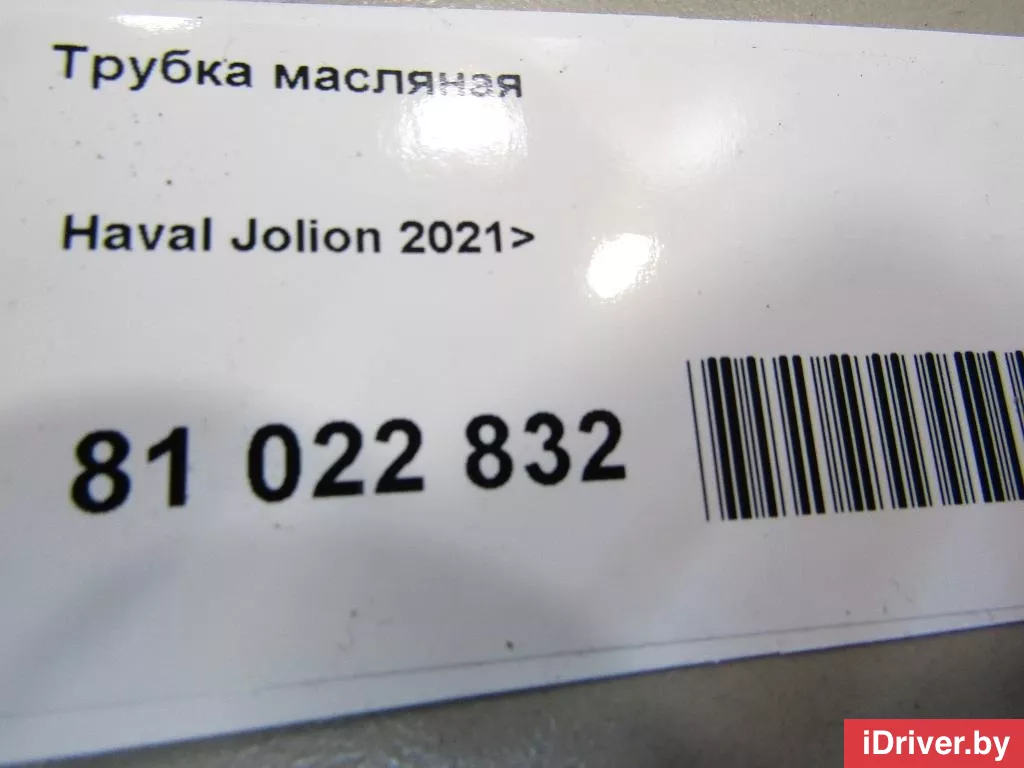 Трубка масляная
Haval Jolion 2021>
81 022 832
iDriver.by